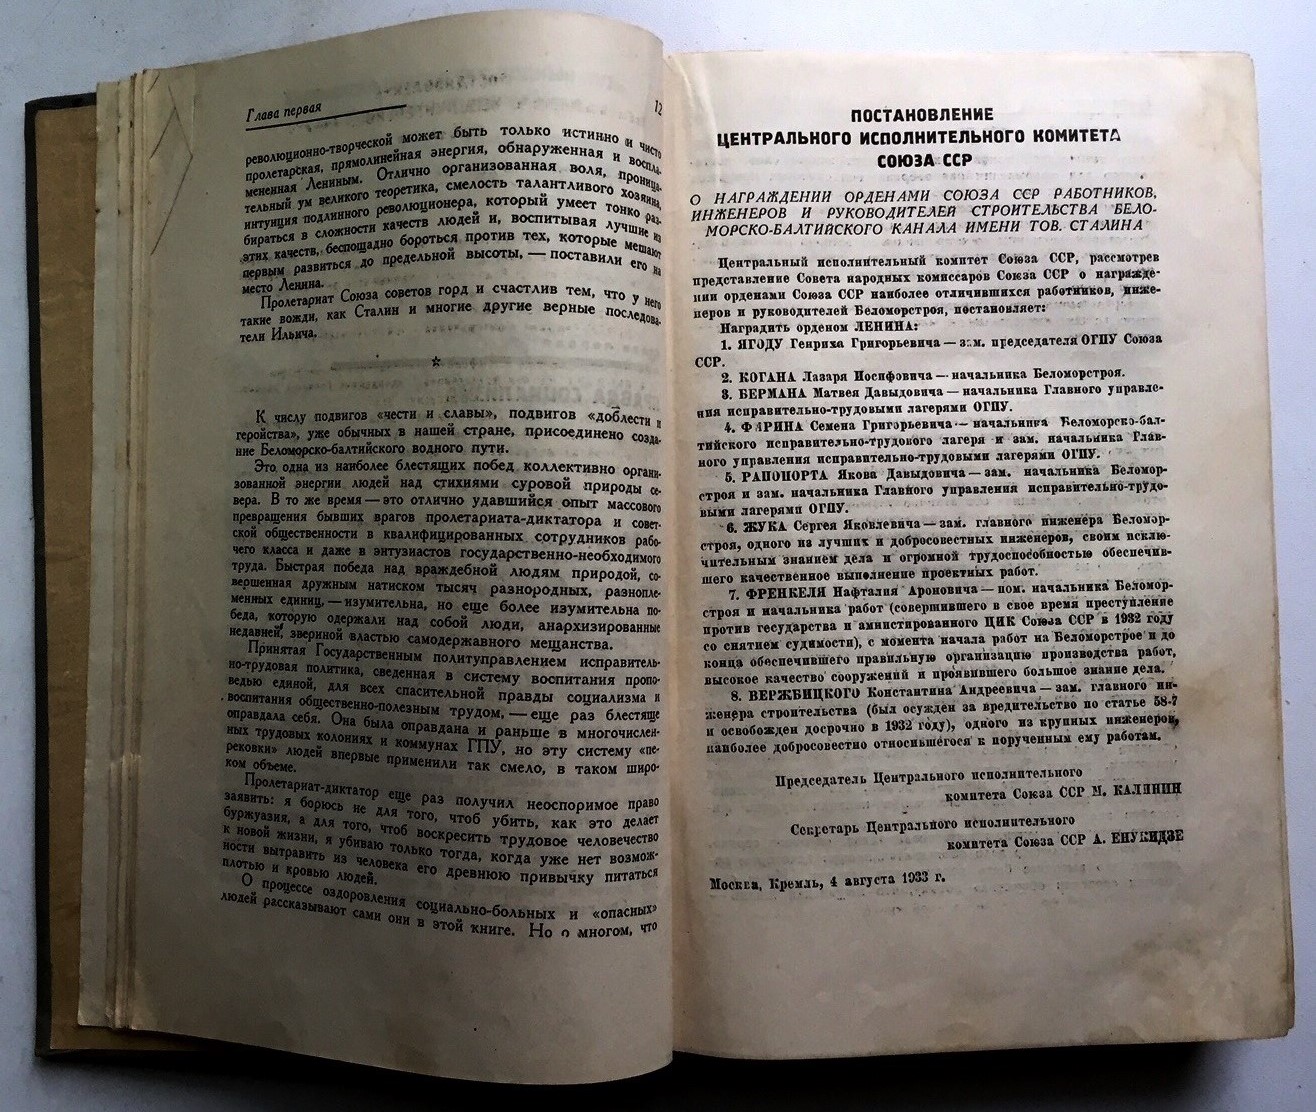 Глава первая
12
революционно-творческой может быть только истинно и чисто
пролетарская, прямолинейная энергия, обнаруженная и воспла-
мененная Лениным. Отлично организованная воля, проница-
тельный ум великого теоретика, смелость талантливого хозяина,
интуиция подлинного революционера, который умеет тонко раз-
бираться в сложности качеств людей и, воспитывая лучшие из
этих качеств, беспощадно бороться против тех, которые мешают
первым развиться до предельной высоты, — поставили его на
место Ленина.
Пролетариат Союза советов горд и счастлив тем, что у него
такие вожди, как Сталин и многие другие верные последова-
тели Ильича.
К числу подвигов «чести и славы», подвигов «доблести и
геройства», уже обычных в нашей стране, присоединено созда-
ние Беломорско-балтийского водного пути.
Это одна из наиболее блестящих побед коллективно органи-
зованной энергии людей над стихиями суровой природы се-
вера. В то же время — это отлично удавшийся опыт массового
превращения бывших врагов пролетариата-диктатора и совет-
ской общественности в квалифицированных сотрудников рабо-
чего класса и даже в энтузиастов государственно-необходимого
труда. Быстрая победа над враждебной людям природой, со-
вершенная дружным натиском тысяч разнородных, разнопле-
менных единиц, — изумительна, но еще более изумительна по-
беда, которую одержали над собой люди, анархизированные
недавней, звериной властью самодержавного мещанства.
Принятая Государственным политуправлением исправитель-
но-трудовая политика, сведенная в систему воспитания пропо-
ведью единой, для всех спасительной правды социализма и
воспитания общественно-полезным трудом, — еще раз блестяще
оправдала себя. Она была оправдана и раньше в многочислен-
ных трудовых колониях и коммунах ГПУ, но эту систему «пе-
рековки» людей впервые применили так смело, в таком широ-
ком объеме.
Пролетариат-диктатор еще раз получил неоспоримое право
заявить: я борюсь не для того, чтоб убить, как это делает
буржуазия, а для того, чтоб воскресить трудовое человечество
к новой жизни, я убиваю только тогда, когда уже нет возмож-
ности вытравить из человека его древнюю привычку питаться
плотью и кровью людей.
О процессе оздоровления социально-больных и «опасных»
людей рассказывают сами они в этой книге. Но о многом, что
ПОСТАНОВЛЕНИЕ
ЦЕНТРАЛЬНОГО ИСПОЛНИТЕЛЬНОГО КОМИТЕТА
СОЮЗА ССР
О НАГРАЖДЕНИИ ОРДЕНАМИ СОЮЗА ССР РАБОТНИКОВ,
ИНЖЕНЕРОВ И РУКОВОДИТЕЛЕЙ СТРОИТЕЛЬСТВА БЕЛО-
МОРСКО-БАЛТИЙСКОГО КАНАЛА ИМЕНИ ТОВ. СТАЛИНА
Центральный исполнительный комитет Союза ССР, рассмотрев
представление Совета народных комиссаров Союза ССР о награжде-
нии орденами Союза ССР наиболее отличившихся работников, инже-
неров и руководителей Беломорстроя, постановляет:
Наградить орденом ЛЕНИНА:
1. ЯГОДУ Генриха Григорьевича — зам. председателя ОГПУ Союза
ССР.
2. КОГАНА Лазаря Иосифовича — начальника Беломорстроя.
3. БЕРМАНА Матвея Давыдовича — начальника Главного управле-
ния исправительно-трудовыми лагерями ОГПУ.
4. ФИРИНА Семена Григорьевича — начальника Беломорско-бал-
тийского исправительно-трудового лагеря и зам. начальника Глав-
ного управления исправительно-трудовыми лагерями ОГПУ.
5. РАПОПОРТА Якова Давыдовича — зам. начальника Беломор-
строя и зам. начальника Главного управления исправительно-трудо-
выми лагерями ОГПУ.
6. ЖУКА Сергея Яковлевича — зам. главного инженера Беломор-
строя, одного из лучших и добросовестных инженеров, своим исклю-
чительным знанием дела и огромной трудоспособностью обеспечив-
шего качественное выполнение проектных работ.
7. ФРЕНКЕЛЯ Нафталия Ароновича — пом. начальника Беломор-
строя и начальника работ (совершившего в свое время преступление
против государства и амнистированного ЦИК Союза ССР в 1932 году
со снятием судимости), с момента начала работ на Беломорстрое и до
конца обеспечившего правильную организацию производства работ,
высокое качество сооружений и проявившего большое знание дела.
8. ВЕРЖБИЦКОГО Константина Андреевича — зам. главного ин-
женера строительства (был осужден за вредительство по статье 58-7
и освобожден досрочно в 1932 году), одного из крупных инженеров,
наиболее добросовестно относившегося к порученным ему работам.
Председатель Центрального исполнительного
комитета Союза ССР М. КАЛИНИН
Секретарь Центрального исполнительного
комитета Союза ССР А. ЕНУКИДЗЕ
Москва, Кремль, 4 августа 1933 г.